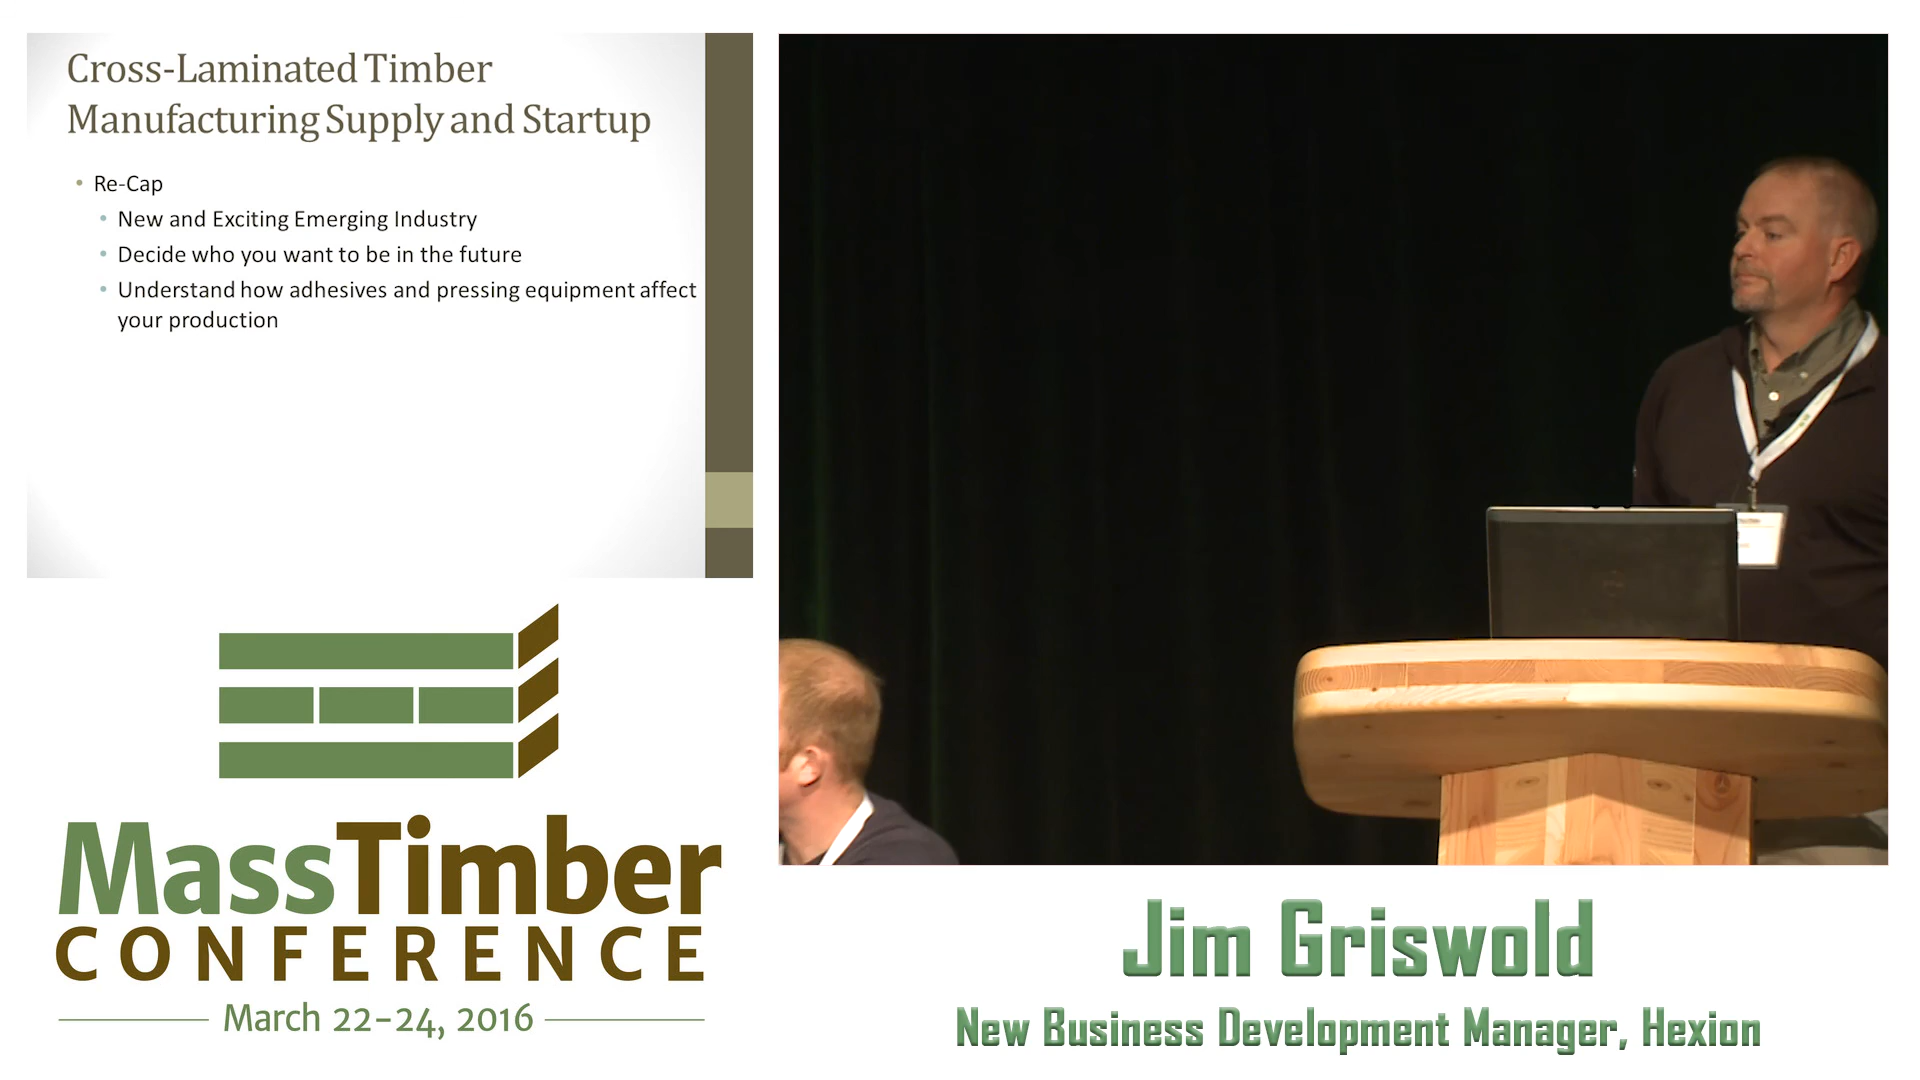 Cross-Laminated Timber
Manufacturing Supply and Startup
• Re-Cap
• New and Exciting Emerging Industry
• Decide who you want to be in the future
• Understand how adhesives and pressing equipment affect
your production
MassTimber
CONFERENCE
March 22-24, 2016
Jim Griswold
New Business Development Manager, Hexion